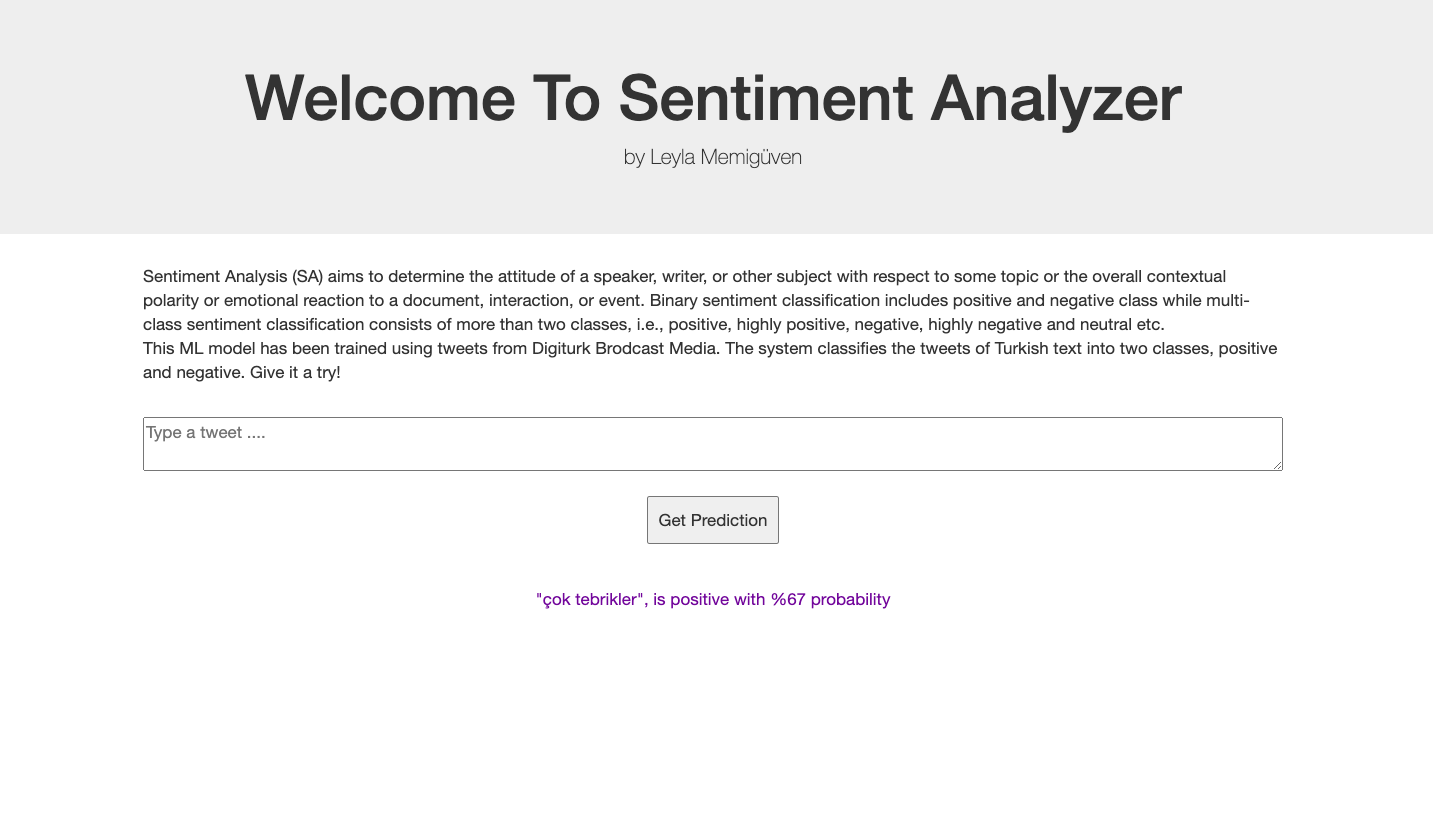 Welcome To Sentiment Analyzer
by Leyla Memigüven
Sentiment Analysis (SA) aims to determine the attitude of a speaker, writer, or other subject with respect to some topic or the overall contextual
polarity or emotional reaction to a document, interaction, or event. Binary sentiment classification includes positive and negative class while multi-
class sentiment classification consists of more than two classes, i.e., positive, highly positive, negative, highly negative and neutral etc.
This ML model has been trained using tweets from Digiturk Brodcast Media. The system classifies the tweets of Turkish text into two classes, positive
and negative. Give it a try!
Type a tweet ....
Get Prediction
"çok tebrikler", is positive with %67 probability